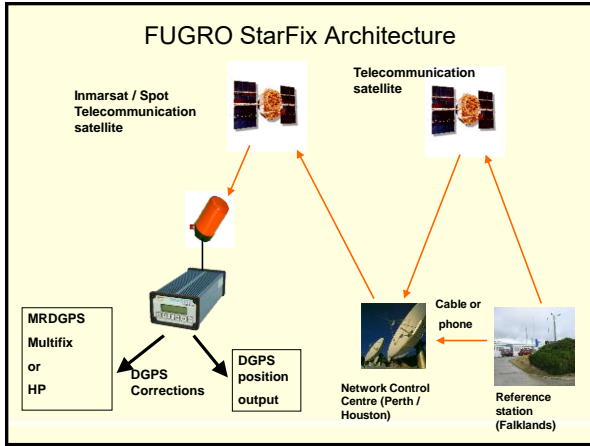 FUGRO StarFix Architecture
Inmarsat / Spot
Telecommunication
satellite
Telecommunication
satellite
Cable or
phone
MRDGPS
Multifix
or
HP
DGPS
Corrections
DGPS
position
output
Network Control
Centre (Perth /
Houston)
Reference
station
(Falklands)